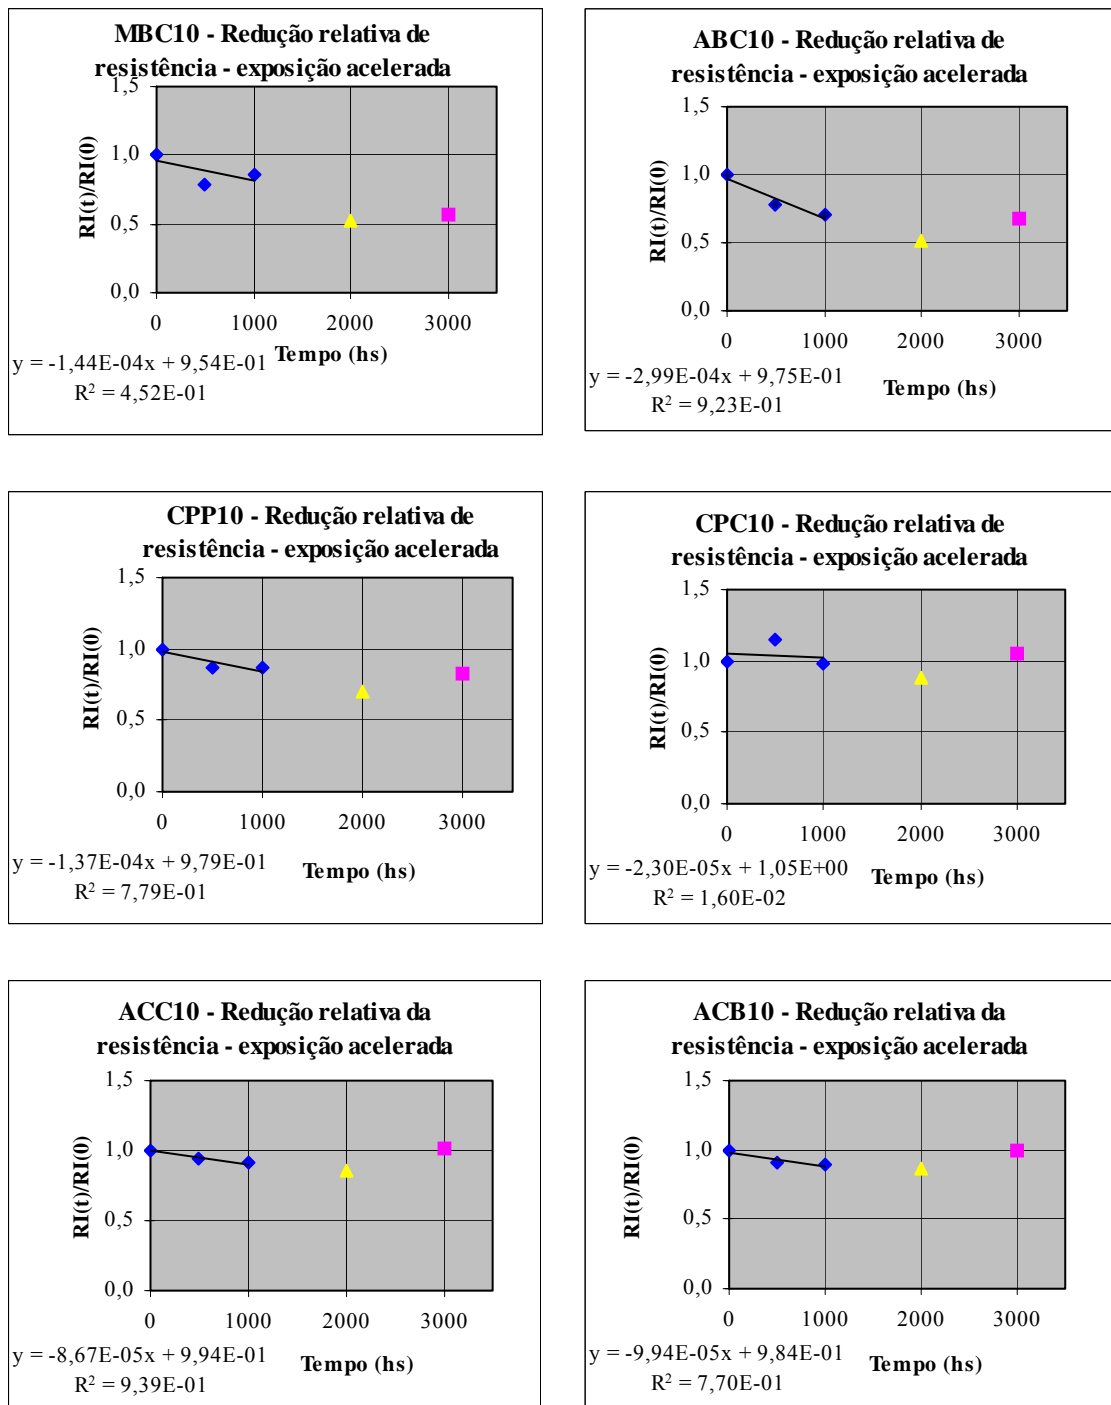 MBC10 - Redução relativa de
resistência - exposição acelerada
1,5
1,0
0,5
0,0
RI(t)/RI(0)
0 1000 2000 3000
Tempo (hs)
y = -1,44E-04x + 9,54E-01
R² = 4,52E-01
ABC10 - Redução relativa de
resistência - exposição acelerada
1,5
1,0
0,5
0,0
RI(t)/RI(0)
0 1000 2000 3000
y = -2,99E-04x + 9,75E-01
Tempo (hs)
R² = 9,23E-01
CPP10 - Redução relativa de
resistência - exposição acelerada
1,5
1,0
0,5
0,0
RI(t)/RI(0)
0 1000 2000 3000
y = -1,37E-04x + 9,79E-01
Tempo (hs)
R² = 7,79E-01
CPC10 - Redução relativa de
resistência - exposição acelerada
1,5
1,0
0,5
0,0
RI(t)/RI(0)
0 1000 2000 3000
y = -2,30E-05x + 1,05E+00
Tempo (hs)
R² = 1,60E-02
ACC10 - Redução relativa da
resistência - exposição acelerada
1,5
1,0
0,5
0,0
RI(t)/RI(0)
0 1000 2000 3000
y = -8,67E-05x + 9,94E-01
Tempo (hs)
R² = 9,39E-01
ACB10 - Redução relativa da
resistência - exposição acelerada
1,5
1,0
0,5
0,0
RI(t)/RI(0)
0 1000 2000 3000
y = -9,94E-05x + 9,84E-01
Tempo (hs)
R² = 7,70E-01